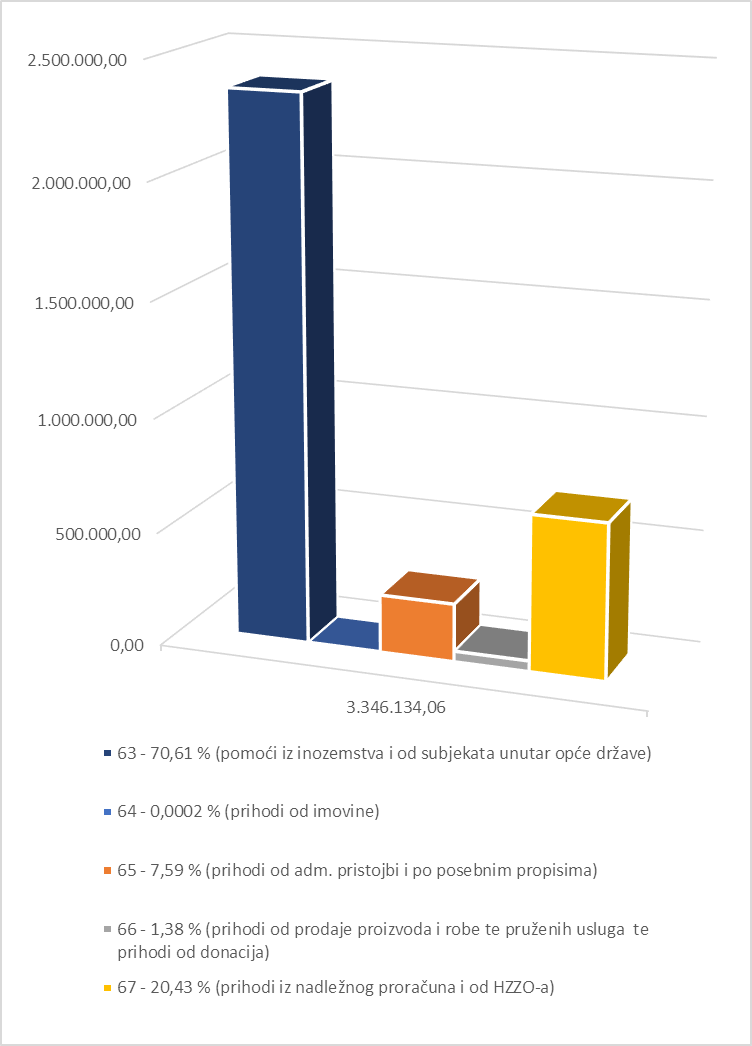 2.500.000,00
2.000.000,00
1.500.000,00
1.000.000,00
500.000,00
0,00
3.346.134,06
63 - 70,61 % (pomoći iz inozemstva i od subjekata unutar opće države)
64 - 0,0002 % (prihodi od imovine)
65 - 7,59 % (prihodi od adm. pristojbi i po posebnim propisima)
66 - 1,38 % (prihodi od prodaje proizvoda i robe te pruženih usluga  te
prihodi od donacija)
67 - 20,43 % (prihodi iz nadležnog proračuna i od HZZO-a)